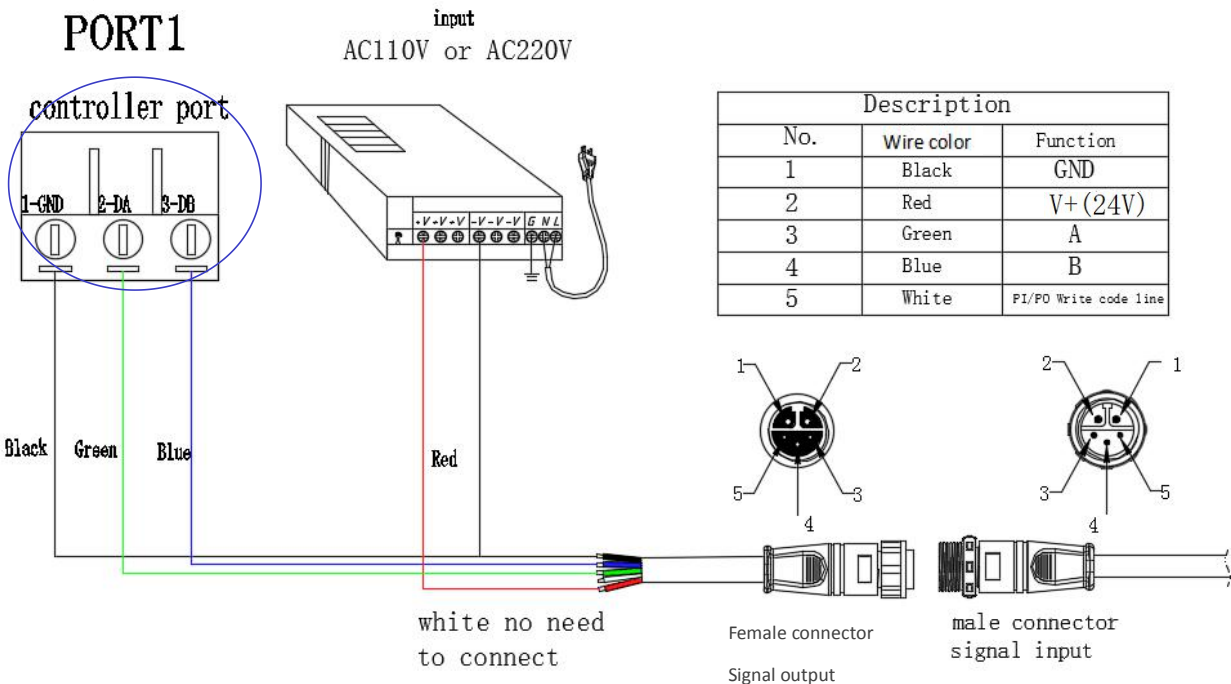 PORT1
controller port
1-GND 2-DA 3-DB
input
AC110V or AC220V
+V+V+V -V-V-V G N L
Description
No. Wire color Function
1 Black GND
2 Red V+(24V)
3 Green A
4 Blue B
5 White PI/PO Write code line
1 2
5 3
4
2 1
3 5
4
Black Green Blue Red
white no need
to connect
Female connector
Signal output
male connector
signal input